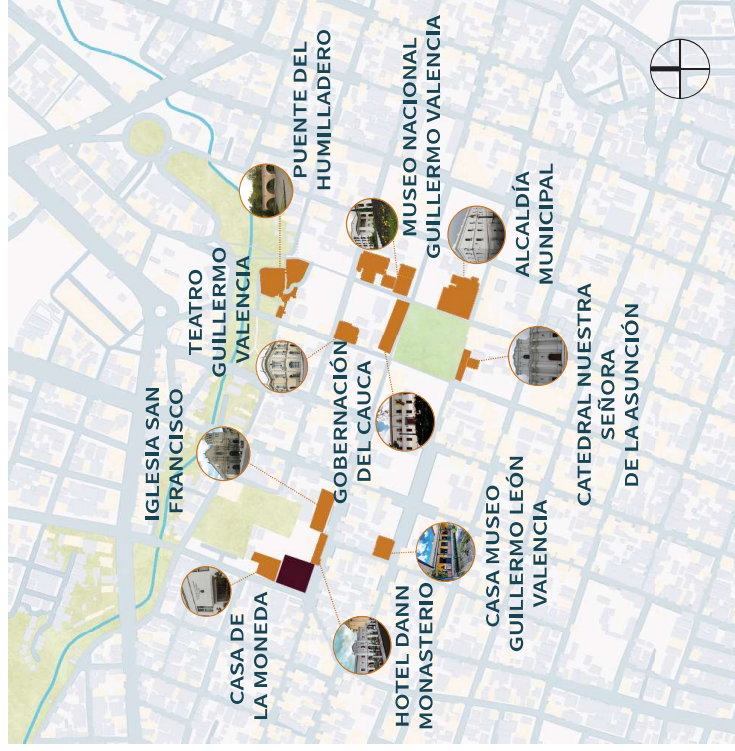 CASA DE
LA MONEDA
IGLESIA SAN
FRANCISCO
TEATRO
GUILLERMO
VALENCIA
PUENTE DEL
HUMILLADERO
HOTEL DANN
MONASTERIO
GOBERNACIÓN
DEL CAUCA
MUSEO NACIONAL
GUILLERMO VALENCIA
CASA MUSEO
GUILLERMO LEÓN
VALENCIA
CATEDRAL NUESTRA
SEÑORA
DE LA ASUNCIÓN
ALCALDÍA
MUNICIPAL